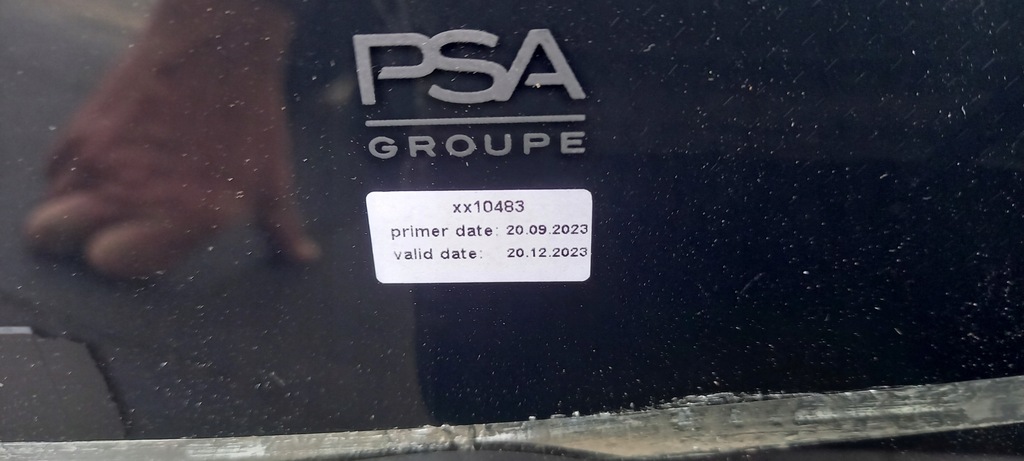 PSA
GROUPE
xx10483
primer date: 20.09.2023
valid date: 20.12.2023